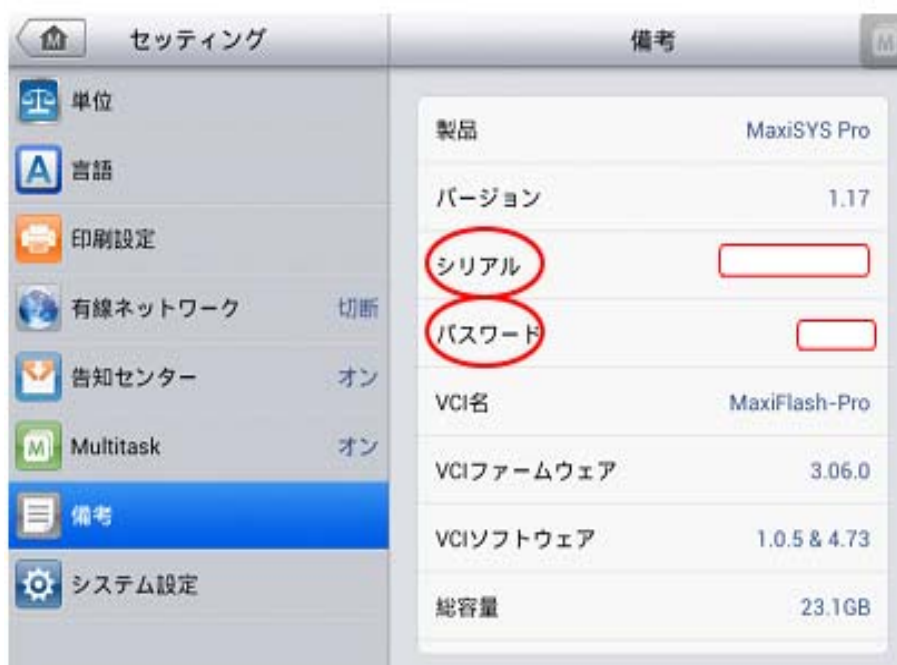 セッティング
単位
言語
印刷設定
有線ネットワーク 切断
告知センター オン
Multitask オン
備考
システム設定
備考
製品 MaxiSYS Pro
バージョン 1.17
シリアル
パスワード
VCI名 MaxiFlash-Pro
VCIファームウェア 3.06.0
VCIソフトウェア 1.0.5 & 4.73
総容量 23.1GB